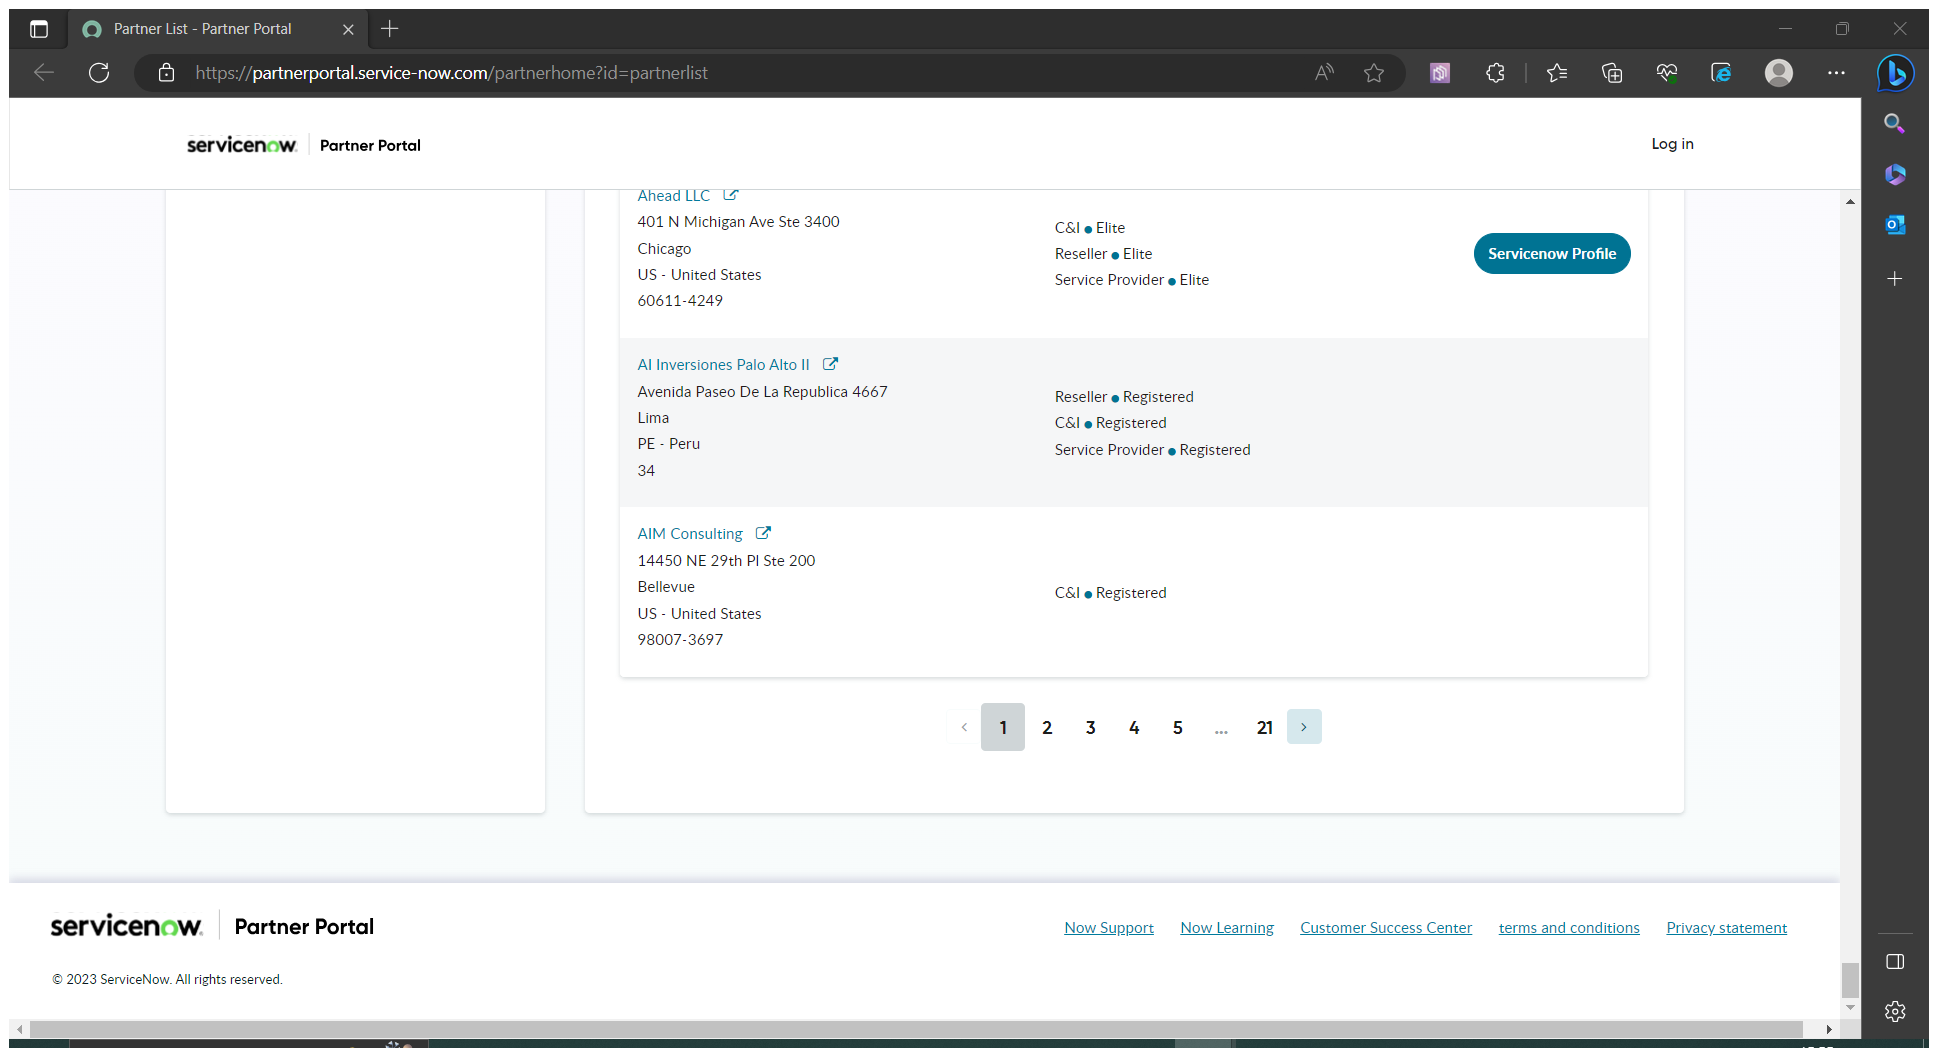 Partner List - Partner Portal
https://partnerportal.service-now.com/partnerhome?id=partnerlist
servicenow. Partner Portal
Log in
Ahead LLC
401 N Michigan Ave Ste 3400
Chicago
US - United States
60611-4249
C&I ● Elite
Reseller ● Elite
Service Provider ● Elite
Servicenow Profile
AI Inversiones Palo Alto II
Avenida Paseo De La Republica 4667
Lima
PE - Peru
34
Reseller ● Registered
C&I ● Registered
Service Provider ● Registered
AIM Consulting
14450 NE 29th Pl Ste 200
Bellevue
US - United States
98007-3697
C&I ● Registered
‹ 1 2 3 4 5 ... 21 ›
servicenow. Partner Portal
Now Support Now Learning Customer Success Center terms and conditions Privacy statement
© 2023 ServiceNow. All rights reserved.